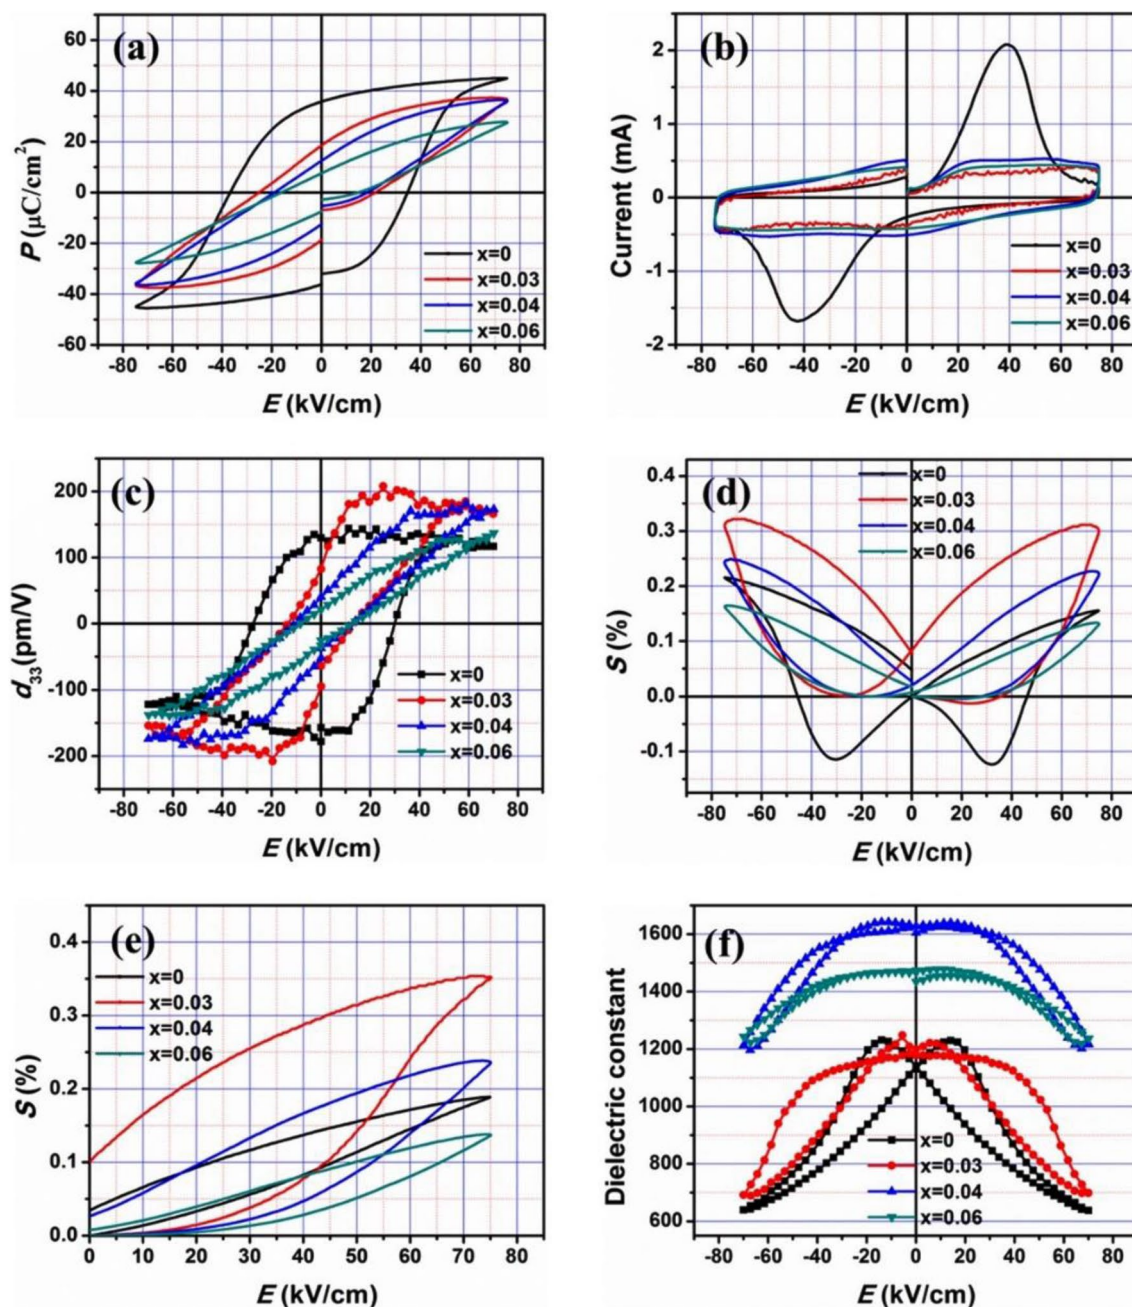 (a)
60
40
20
0
-20
-40
-60
P (μC/cm²)
x=0
x=0.03
x=0.04
x=0.06
-80 -60 -40 -20 0 20 40 60 80
E (kV/cm)
(b)
2
1
0
-1
-2
Current (mA)
x=0
x=0.03
x=0.04
x=0.06
-80 -60 -40 -20 0 20 40 60 80
E (kV/cm)
(c)
200
100
0
-100
-200
d33(pm/V)
x=0
x=0.03
x=0.04
x=0.06
-80 -60 -40 -20 0 20 40 60 80
E (kV/cm)
(d)
0.4
0.3
0.2
0.1
0.0
-0.1
S (%)
x=0
x=0.03
x=0.04
x=0.06
-80 -60 -40 -20 0 20 40 60 80
E (kV/cm)
(e)
0.4
0.3
0.2
0.1
0.0
S (%)
x=0
x=0.03
x=0.04
x=0.06
0 10 20 30 40 50 60 70 80
E (kV/cm)
(f)
1600
1400
1200
1000
800
600
Dielectric constant
x=0
x=0.03
x=0.04
x=0.06
-80 -60 -40 -20 0 20 40 60 80
E (kV/cm)